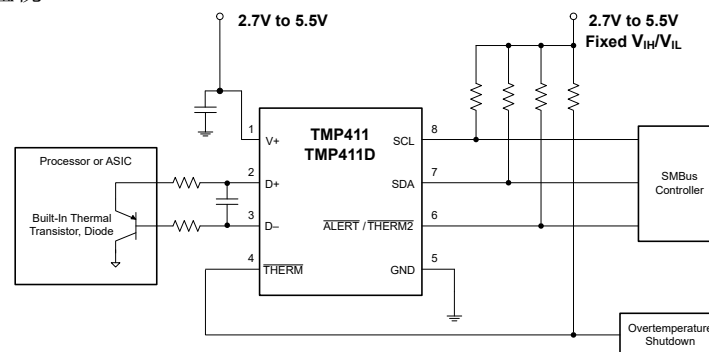 2.7V to 5.5V
2.7V to 5.5V
Fixed VIH/VIL
TMP411
TMP411D
1
V+
SCL
8
2
D+
SDA
7
3
D–
ALERT / THERM2
6
4
THERM
GND
5
Processor or ASIC
Built-In Thermal
Transistor, Diode
SMBus
Controller
Overtemperature
Shutdown